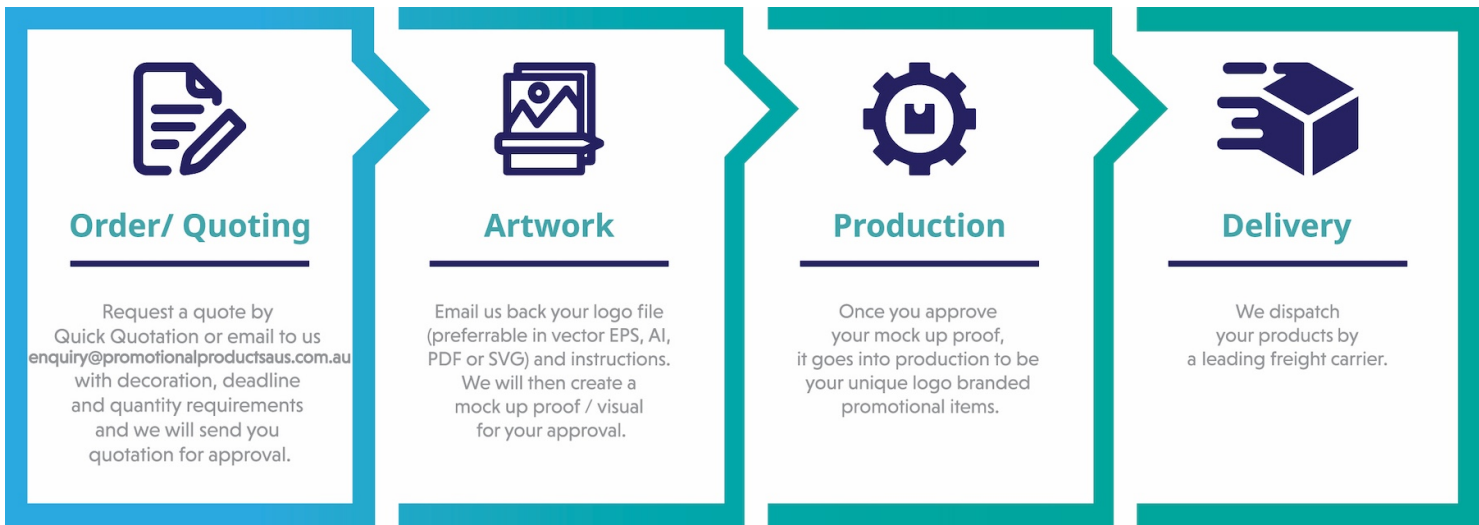 Order/ Quoting
Request a quote by
Quick Quotation or email to us
enquiry@promotionalproductsaus.com.au
with decoration, deadline
and quantity requirements
and we will send you
quotation for approval.
Artwork
Email us back your logo file
(preferrable in vector EPS, AI,
PDF or SVG) and instructions.
We will then create a
mock up proof / visual
for your approval.
Production
Once you approve
your mock up proof,
it goes into production to be
your unique logo branded
promotional items.
Delivery
We dispatch
your products by
a leading freight carrier.